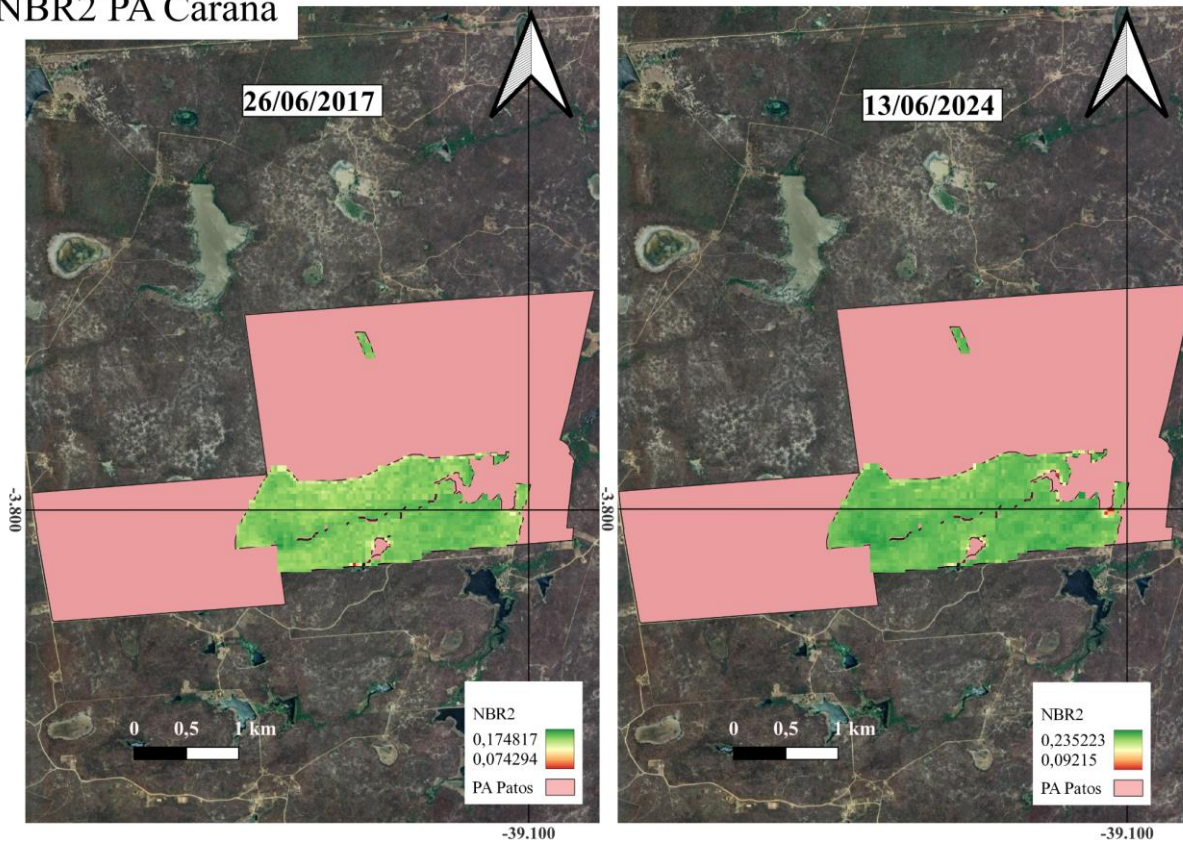 NBR2 PA Carana
26/06/2017
13/06/2024
-3.800
-3.800
0 0,5 1 km
NBR2
0,174817
0,074294
PA Patos
0 0,5 1 km
NBR2
0,235223
0,09215
PA Patos
-39.100
-39.100